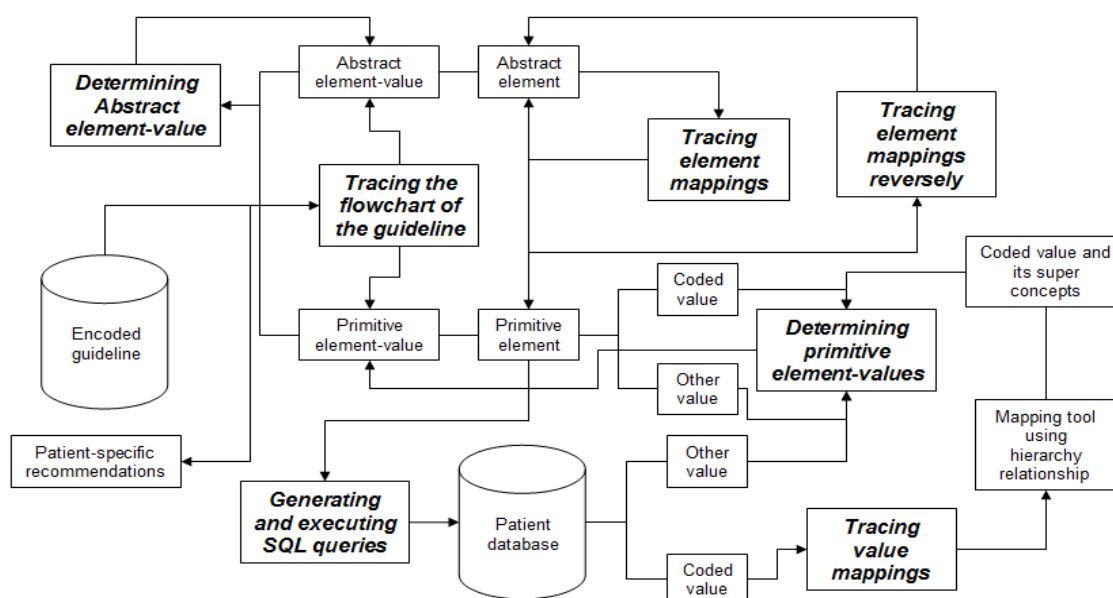 Determining
Abstract
element-value
Abstract
element-value
Abstract
element
Tracing
element
mappings
Tracing
element
mappings
reversely
Tracing the
flowchart of
the guideline
Encoded
guideline
Primitive
element-value
Primitive
element
Coded
value
Coded value and
its super
concepts
Determining
primitive
element-values
Other
value
Patient-specific
recommendations
Generating
and executing
SQL queries
Patient
database
Other
value
Mapping tool
using
hierarchy
relationship
Coded
value
Tracing
value
mappings